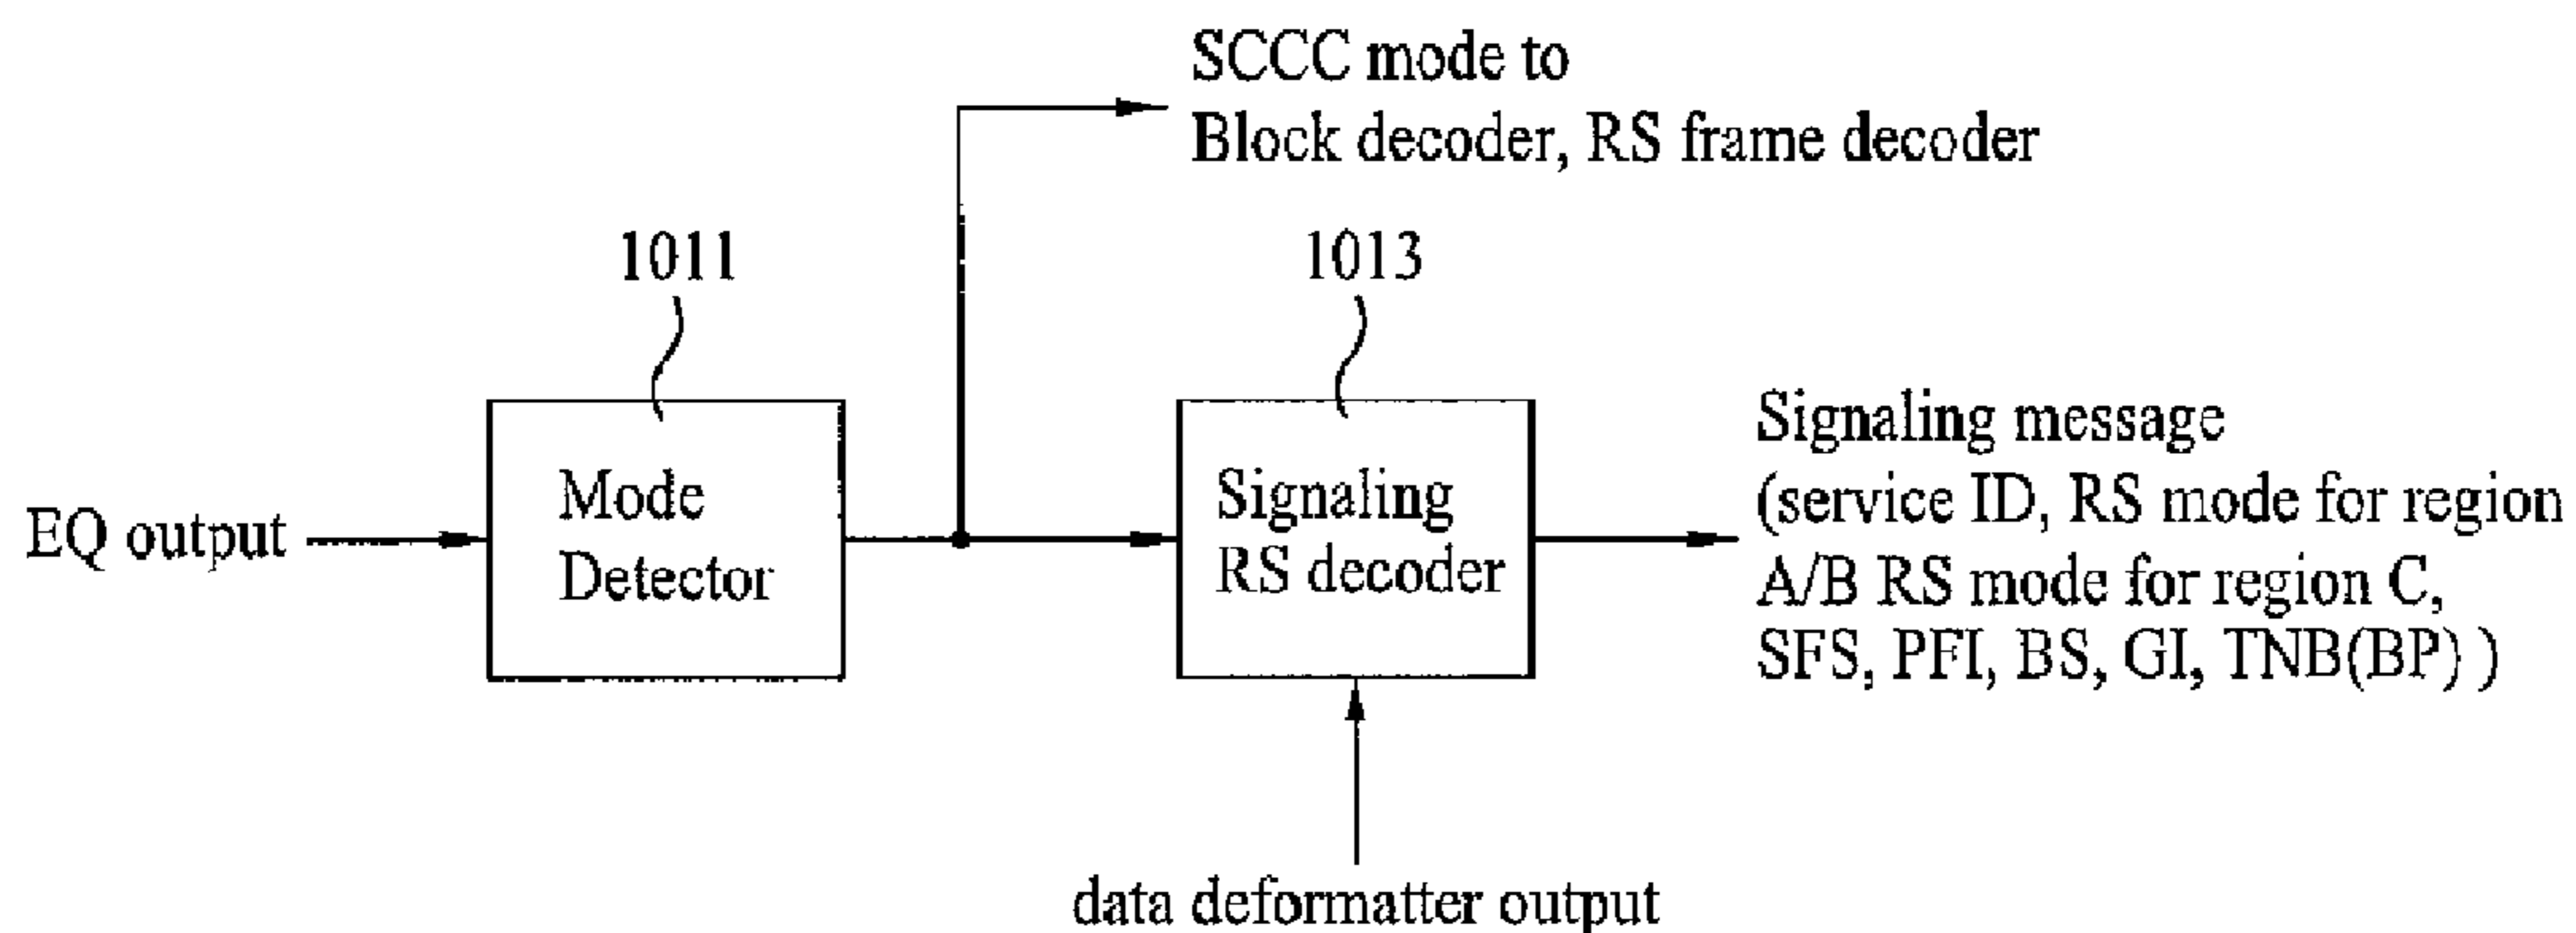 SCCC mode to
Block decoder, RS frame decoder
1011
1013
EQ output
Mode
Detector
Signaling
RS decoder
Signaling message
(service ID, RS mode for region
A/B RS mode for region C,
SFS, PFI, BS, GI, TNB(BP) )
data deformatter output